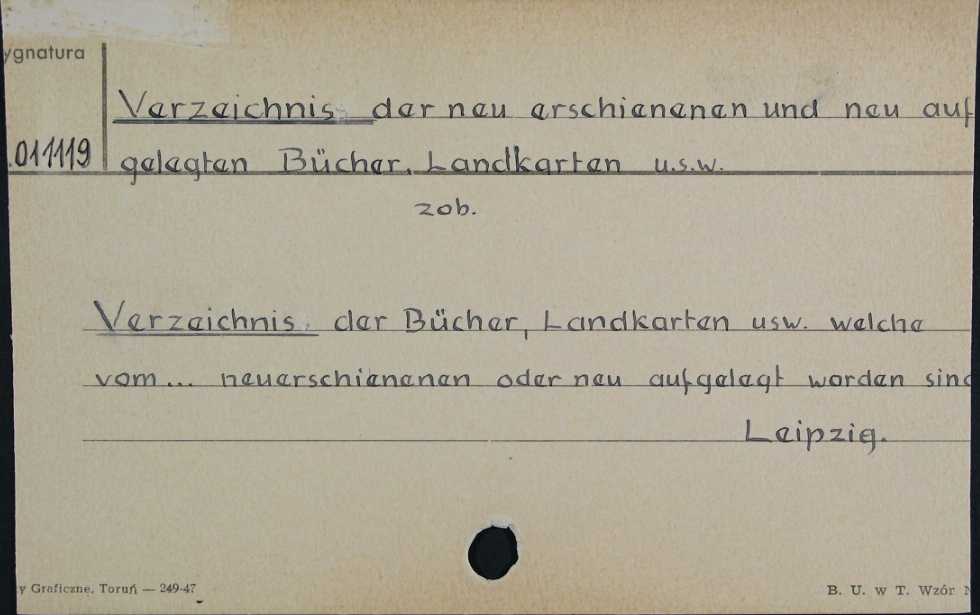 ygnatura
Verzeichnis der neu erschienenen und neu auf
.011119
gelegten Bücher, Landkarten u.s.w.
zob.
Verzeichnis der Bücher, Landkarten usw. welche
vom... neuerschienenen oder neu aufgelegt worden sind
Leipzig.
y Graficzne, Toruń — 249-47
B. U. w T. Wzór